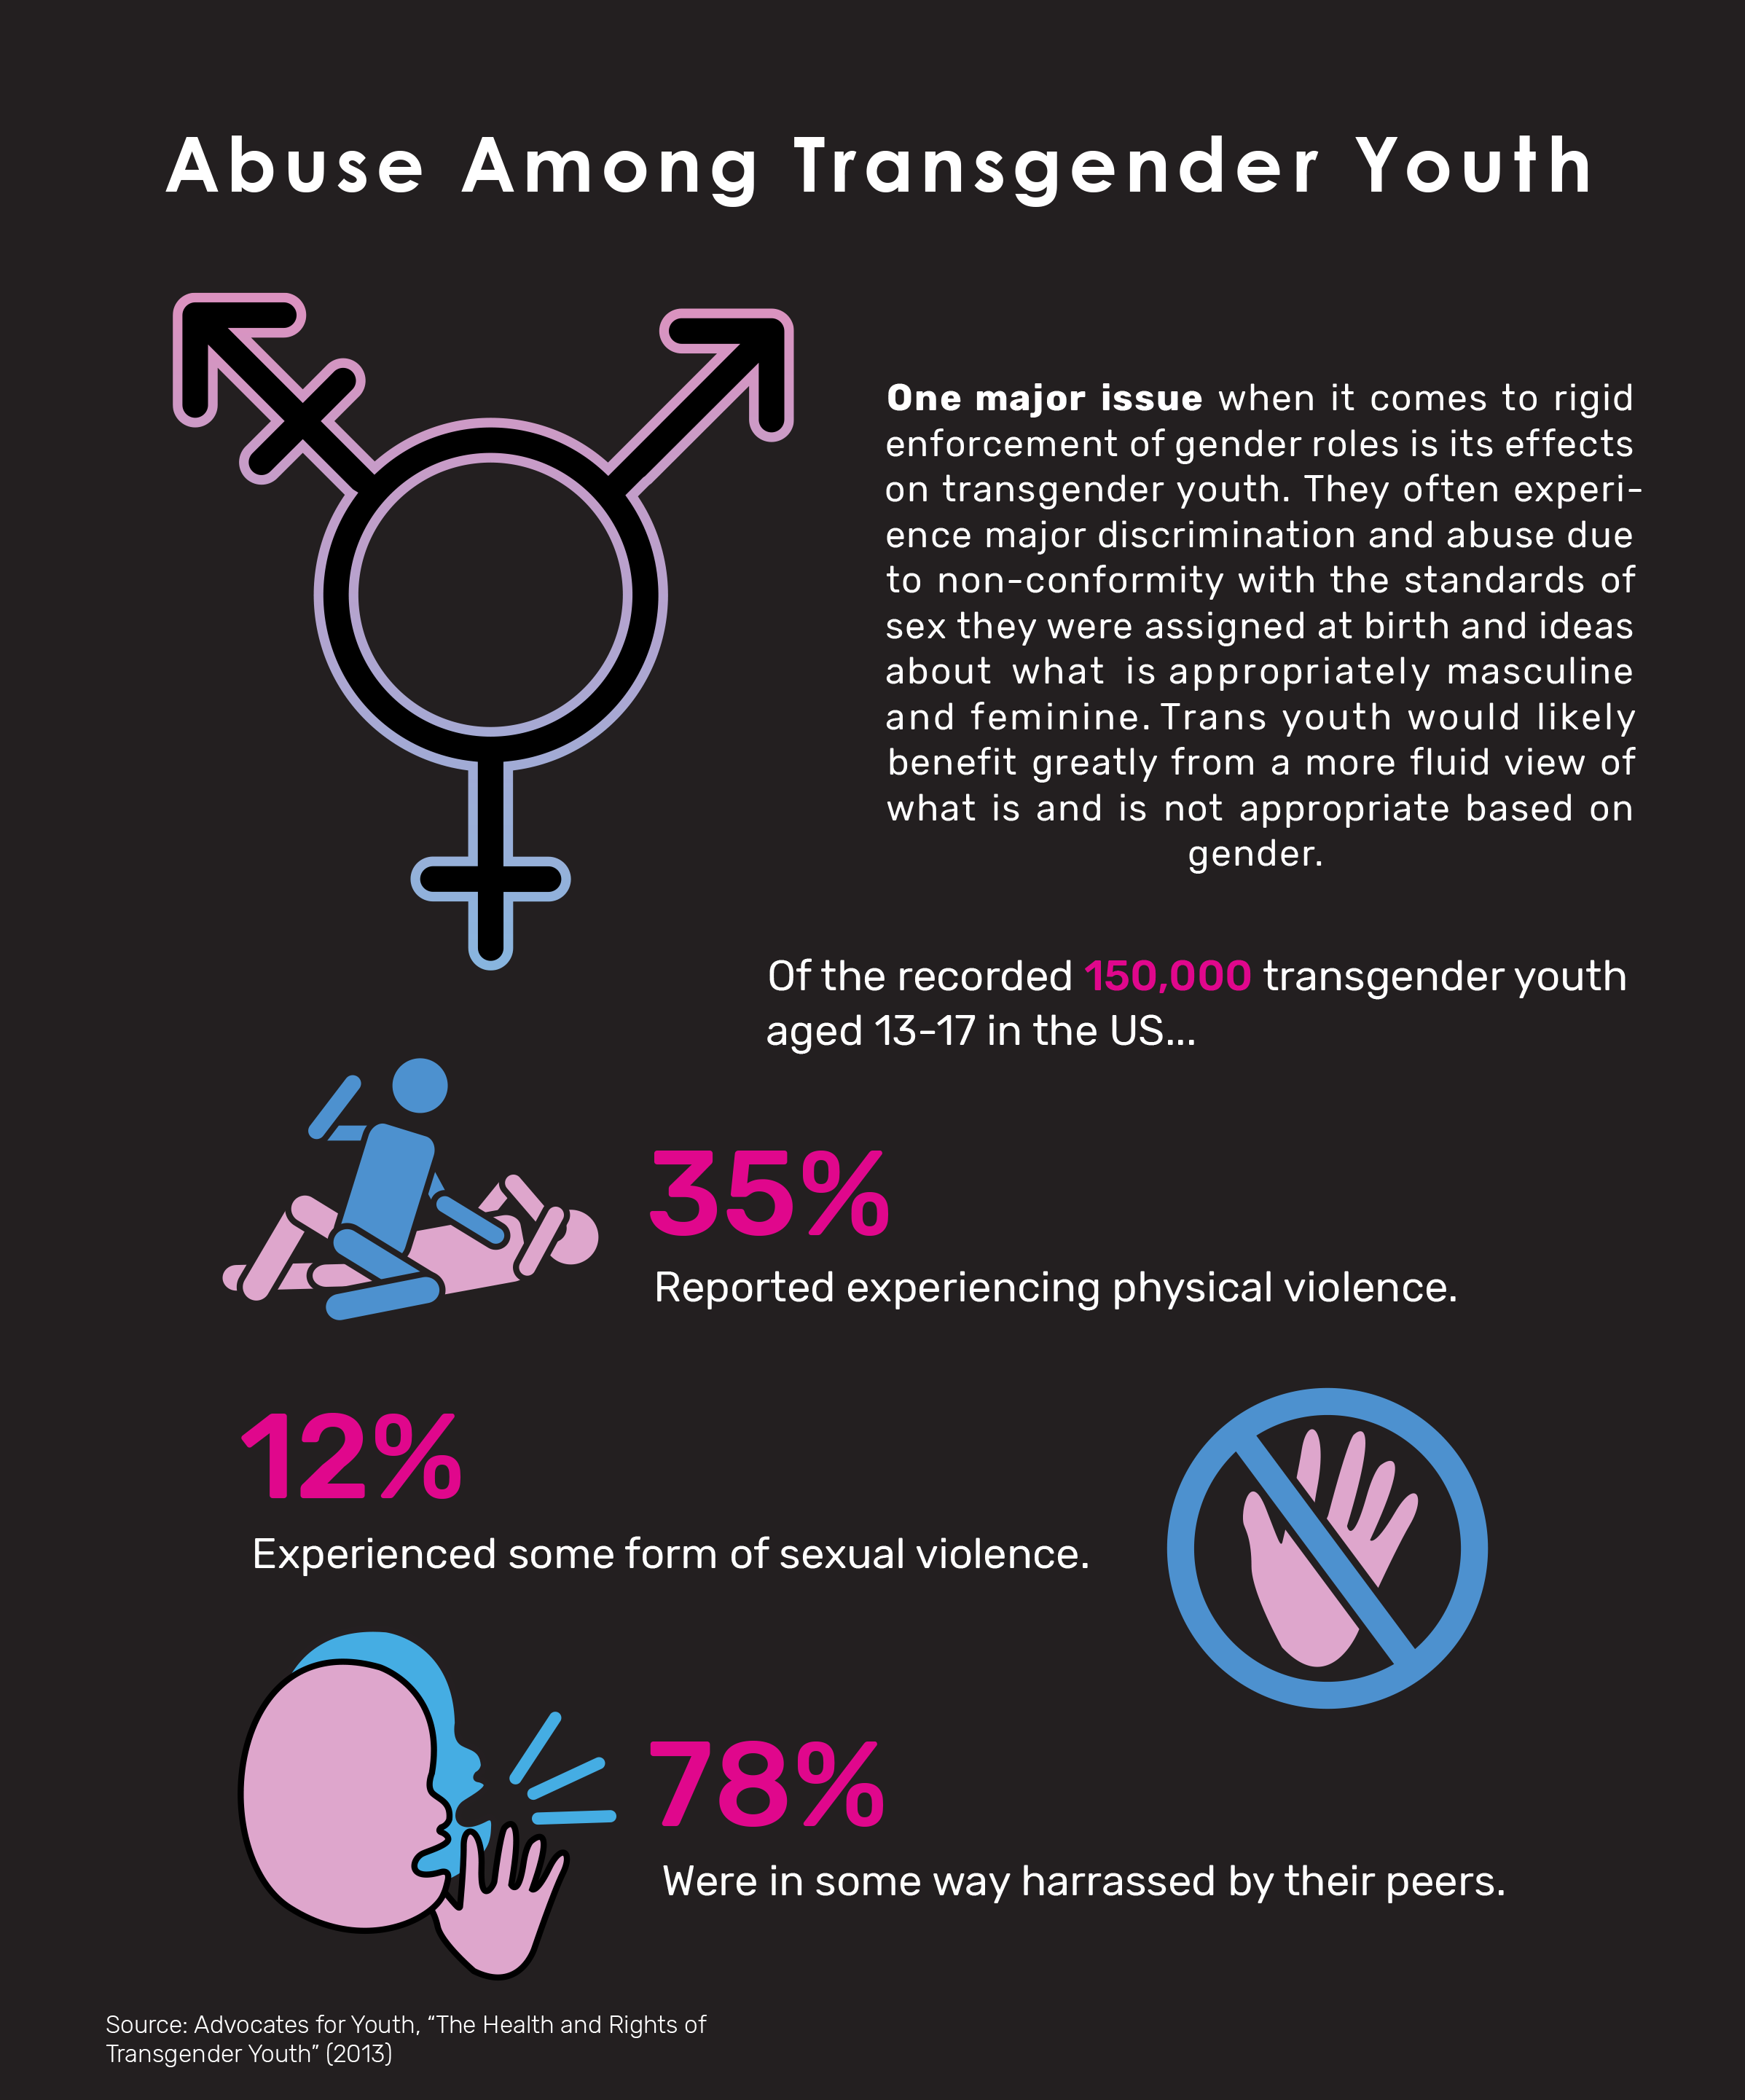 Abuse Among Transgender Youth
One major issue when it comes to rigid
enforcement of gender roles is its effects
on transgender youth. They often experi-
ence major discrimination and abuse due
to non-conformity with the standards of
sex they were assigned at birth and ideas
about what is appropriately masculine
and feminine. Trans youth would likely
benefit greatly from a more fluid view of
what is and is not appropriate based on
gender.
Of the recorded 150,000 transgender youth
aged 13-17 in the US...
35%
Reported experiencing physical violence.
12%
Experienced some form of sexual violence.
78%
Were in some way harrassed by their peers.
Source: Advocates for Youth, “The Health and Rights of
Transgender Youth” (2013)